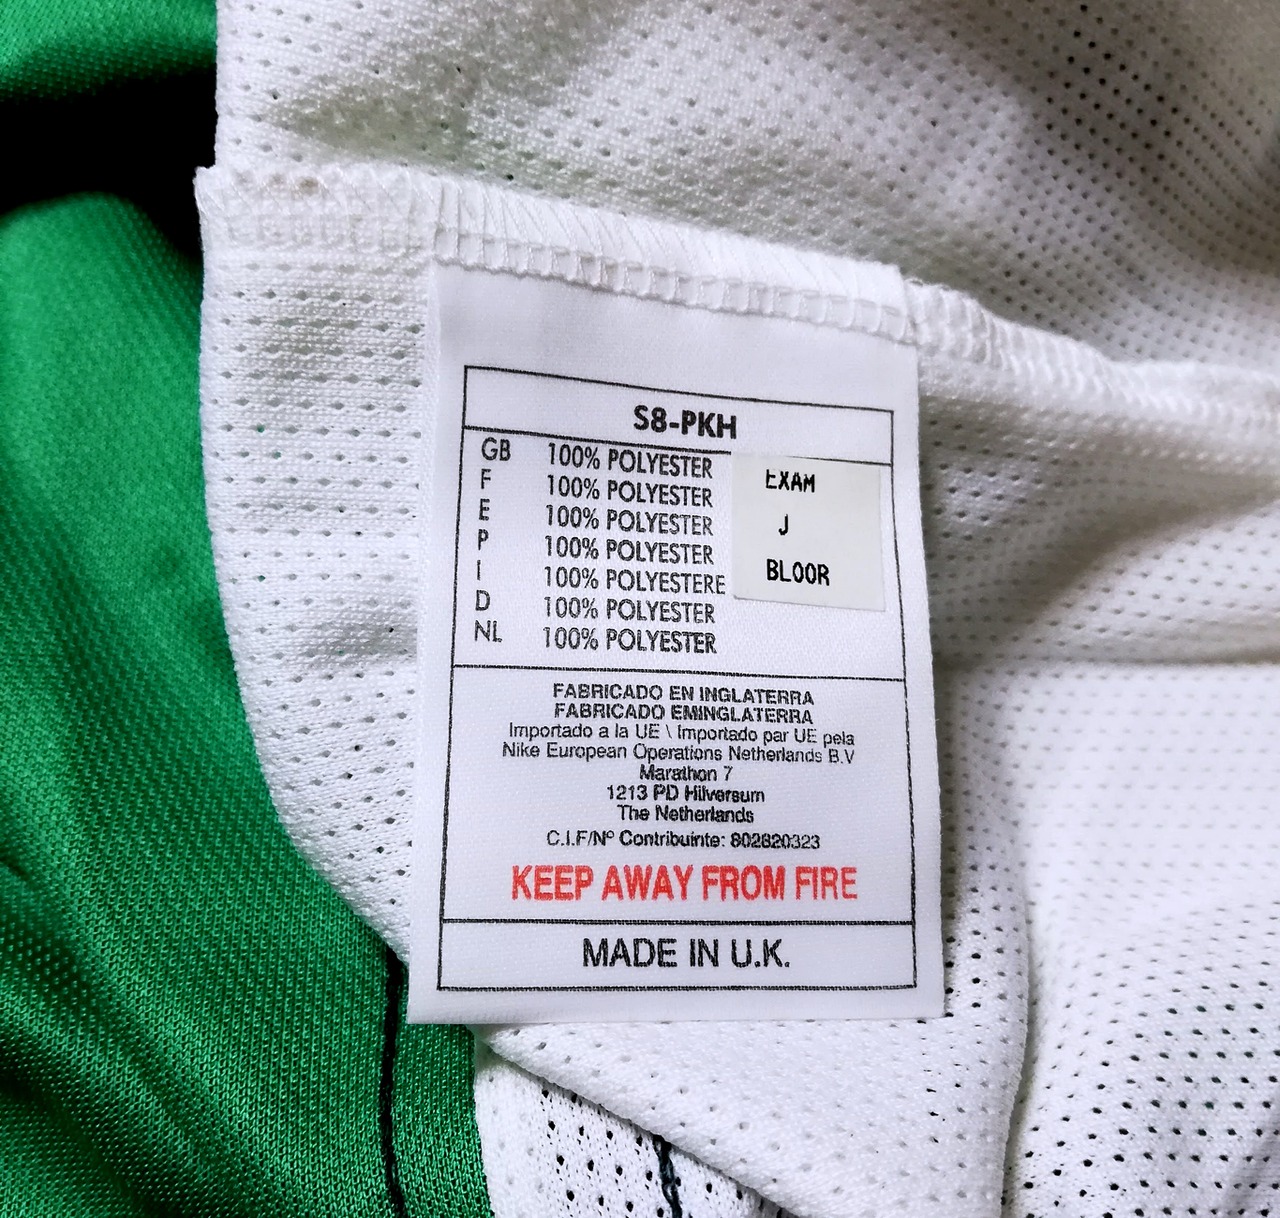 S8-PKH
GB 100% POLYESTER
F 100% POLYESTER
E 100% POLYESTER
P 100% POLYESTER
I 100% POLYESTERE
D 100% POLYESTER
NL 100% POLYESTER
EXAM
J
BLOOR
FABRICADO EN INGLATERRA
FABRICADO EMINGLATERRA
Importado a la UE \ Importado par UE pela
Nike European Operations Netherlands B.V
Marathon 7
1213 PD Hilversum
The Netherlands
C.I.F/Nº Contribuinte: 802820323
KEEP AWAY FROM FIRE
MADE IN U.K.